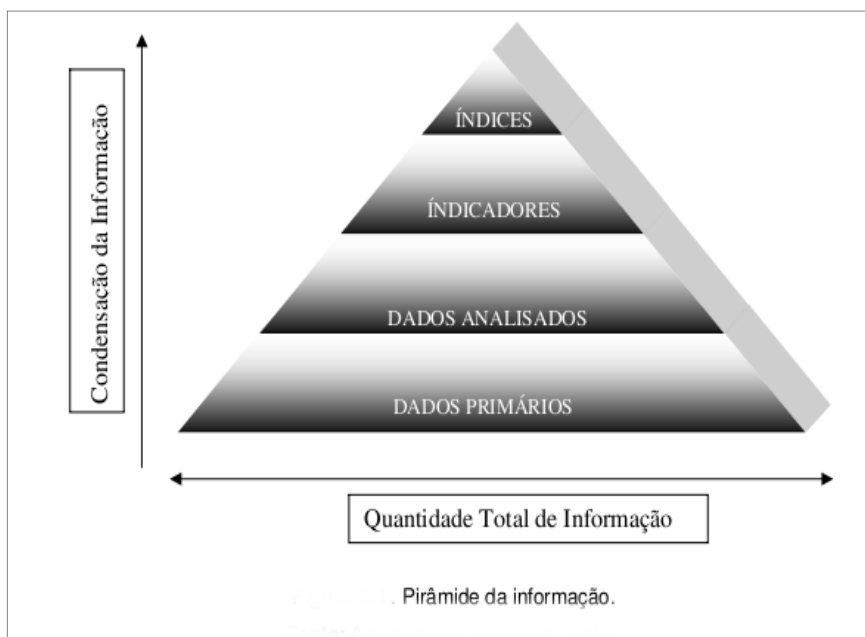 Condensação da Informação
ÍNDICES
ÍNDICADORES
DADOS ANALISADOS
DADOS PRIMÁRIOS
Quantidade Total de Informação
. Pirâmide da informação.